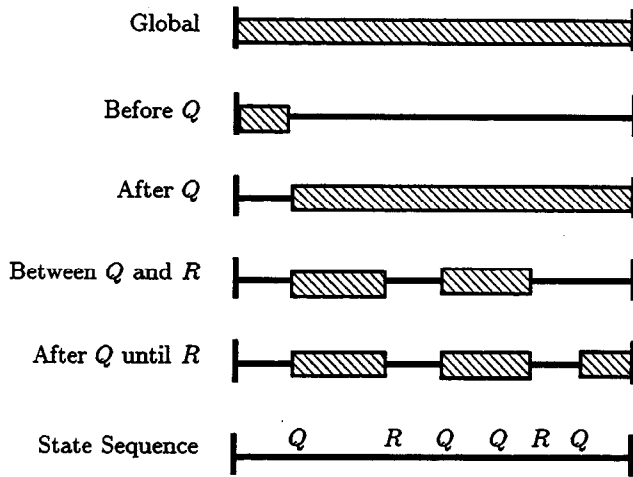 Global
Before Q
After Q
Between Q and R
After Q until R
State Sequence Q R Q Q R Q